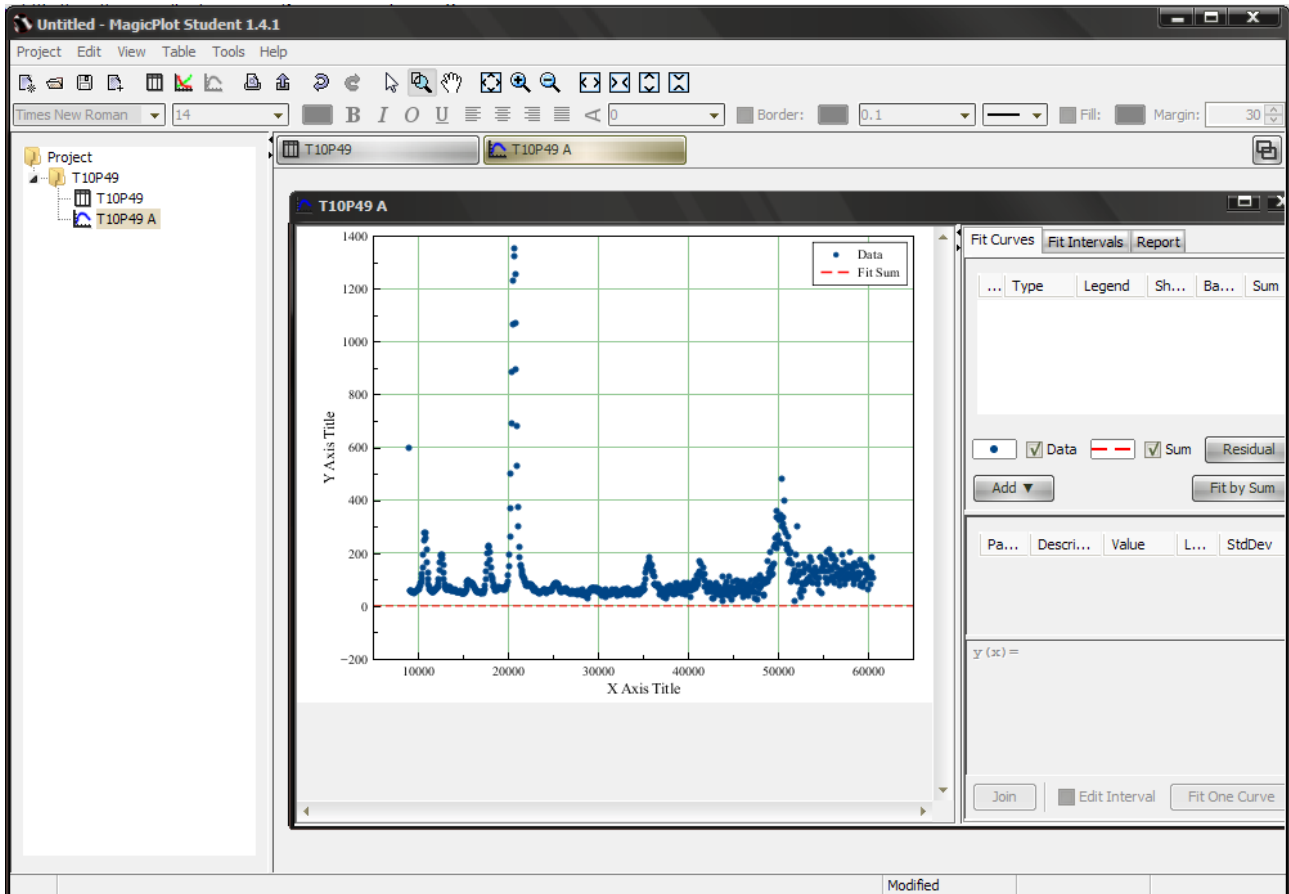 Untitled - MagicPlot Student 1.4.1
Project Edit View Table Tools Help
Times New Roman 14 B I O U 0 Border: 0.1 Fill: Margin: 30
T10P49 T10P49 A
Project
T10P49
T10P49
T10P49 A
T10P49 A
1400
1200
1000
800
600
400
200
0
−200
Y Axis Title
Data
Fit Sum
10000 20000 30000 40000 50000 60000
X Axis Title
Fit Curves Fit Intervals Report
... Type Legend Sh... Ba... Sum
Data Sum Residual
Add ▼ Fit by Sum
Pa... Descri... Value L... StdDev
y(x)=
Join Edit Interval Fit One Curve
Modified